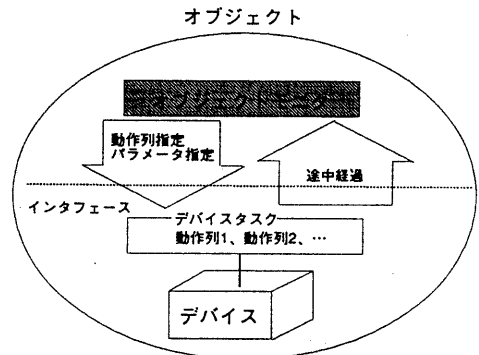 オブジェクト
動作列指定
パラメータ指定
途中経過
インタフェース
デバイスタスク
動作列1、動作列2、…
デバイス